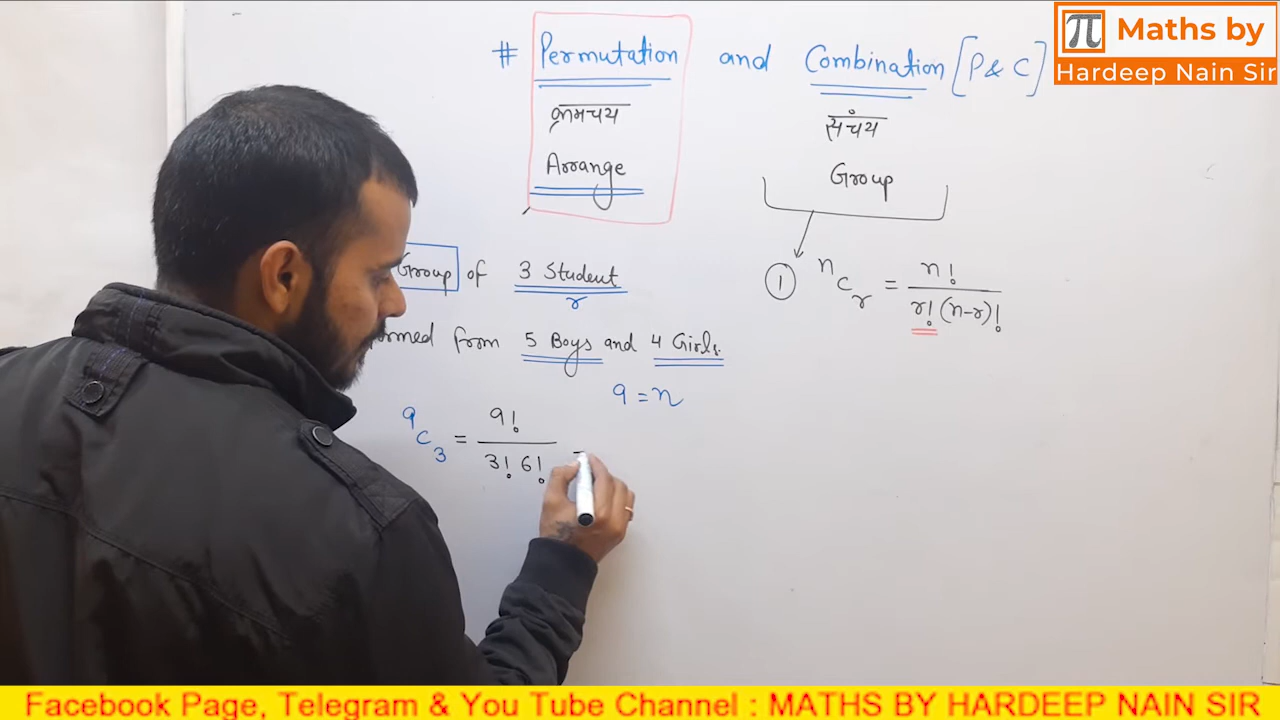 # Permutation and Combination [P & C]
π Maths by
Hardeep Nain Sir
क्रमचय
संचय
Arrange
Group
Group of 3 Student
r
① nCr = n! / r! (n-r)!
from 5 Boys and 4 Girls.
9 = n
9C3 = 9! / 3! 6!
Facebook Page, Telegram & You Tube Channel : MATHS BY HARDEEP NAIN SIR